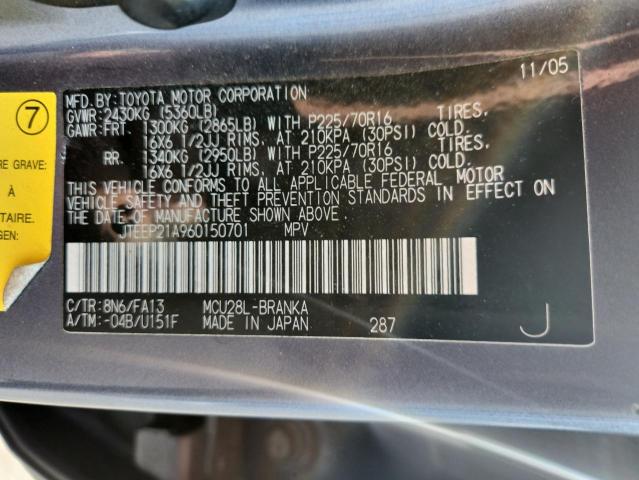 11/05
MFD.BY:TOYOTA MOTOR CORPORATION
GVWR:2430KG (5360LB)
GAWR:FRT. 1300KG (2865LB) WITH P225/70R16 TIRES,
16X6 1/2JJ RIMS, AT 210KPA (30PSI) COLD.
RR. 1340KG (2950LB) WITH P225/70R16 TIRES,
16X6 1/2JJ RIMS, AT 210KPA (30PSI) COLD.
THIS VEHICLE CONFORMS TO ALL APPLICABLE FEDERAL MOTOR
VEHICLE SAFETY AND THEFT PREVENTION STANDARDS IN EFFECT ON
THE DATE OF MANUFACTURE SHOWN ABOVE.
JTEEP21A960150701 MPV
C/TR:8N6/FA13 MCU28L-BRANKA
A/TM:-04B/U151F MADE IN JAPAN 287 J
7
GRAVE:
À